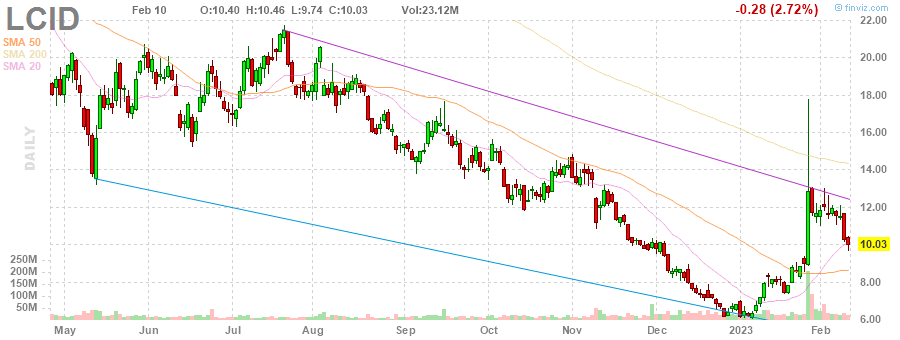 LCID Feb 10 O:10.40 H:10.46 L:9.74 C:10.03 Vol:23.12M -0.28 (2.72%) © finviz.com
SMA 50
SMA 200
SMA 20
DAILY
22.00
20.00
18.00
16.00
14.00
12.00
10.03
8.00
6.00
250M
200M
150M
100M
50M
May Jun Jul Aug Sep Oct Nov Dec 2023 Feb